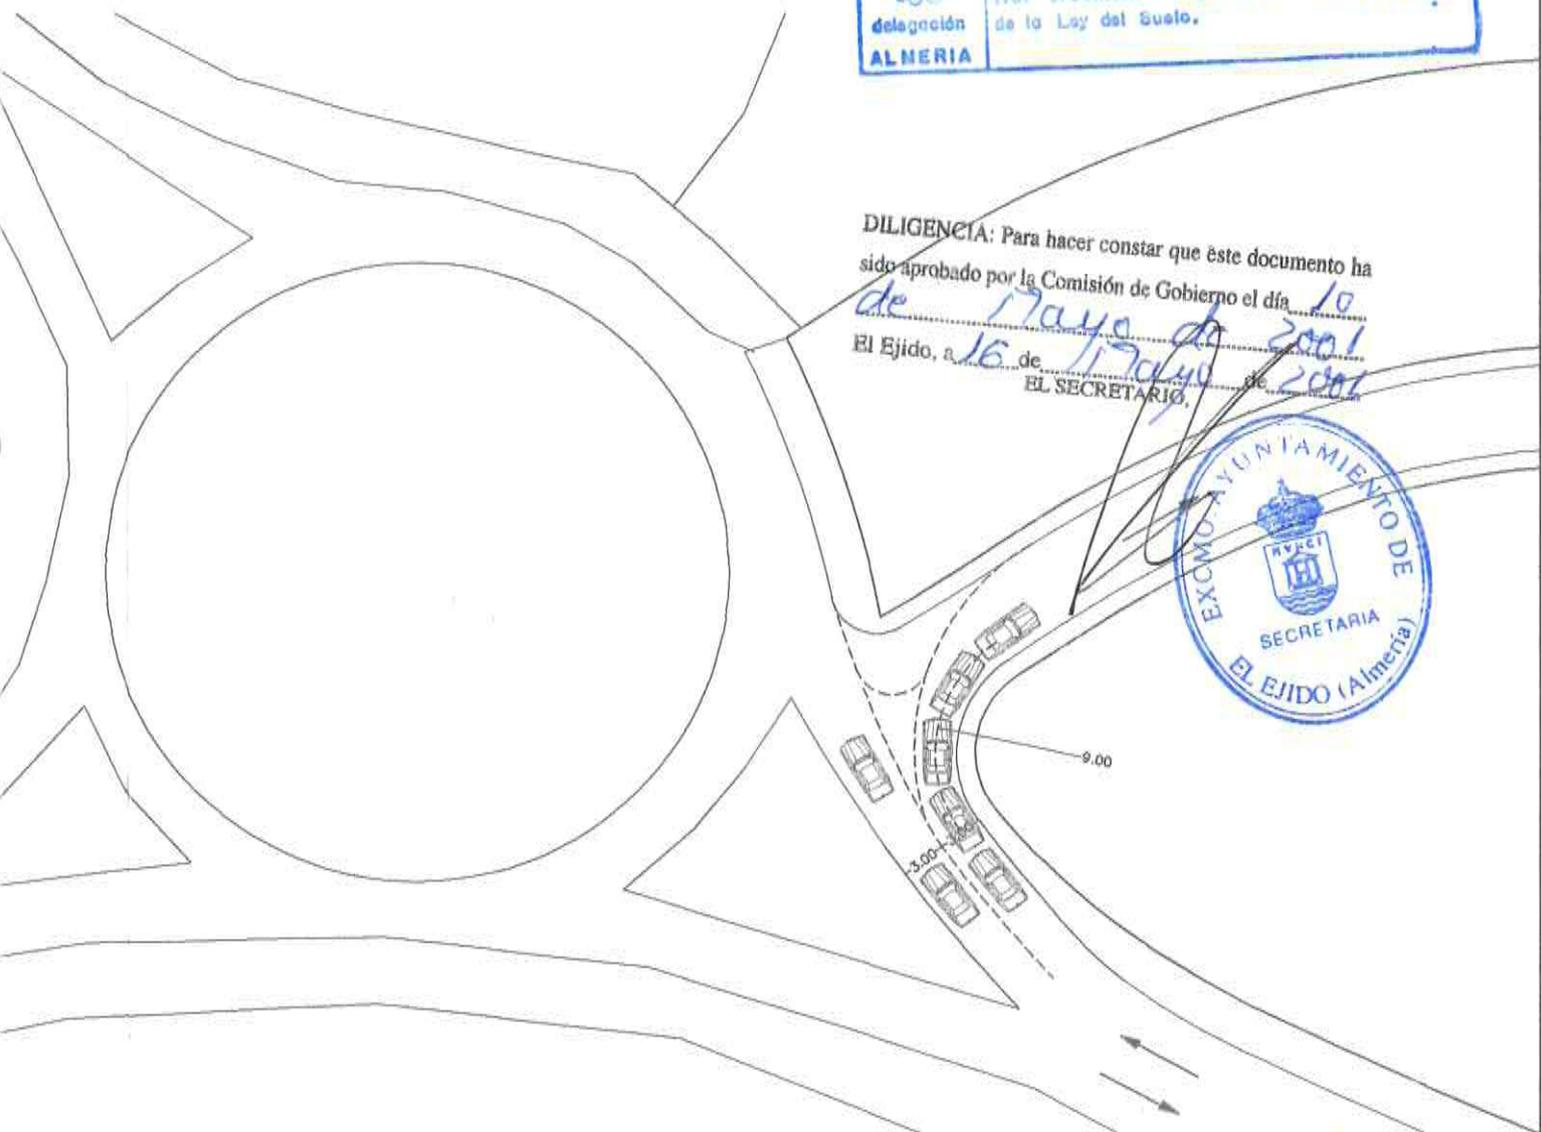 delegación
ALMERIA
de la Ley del Suelo.
DILIGENCIA: Para hacer constar que este documento ha
sido aprobado por la Comisión de Gobierno el día 10
de Mayo de 2001
El Ejido, a 16 de Mayo de 2001
EL SECRETARIO,
EXCMO. AYUNTAMIENTO DE
EL EJIDO (Almería)
SECRETARIA
9.00
3.00